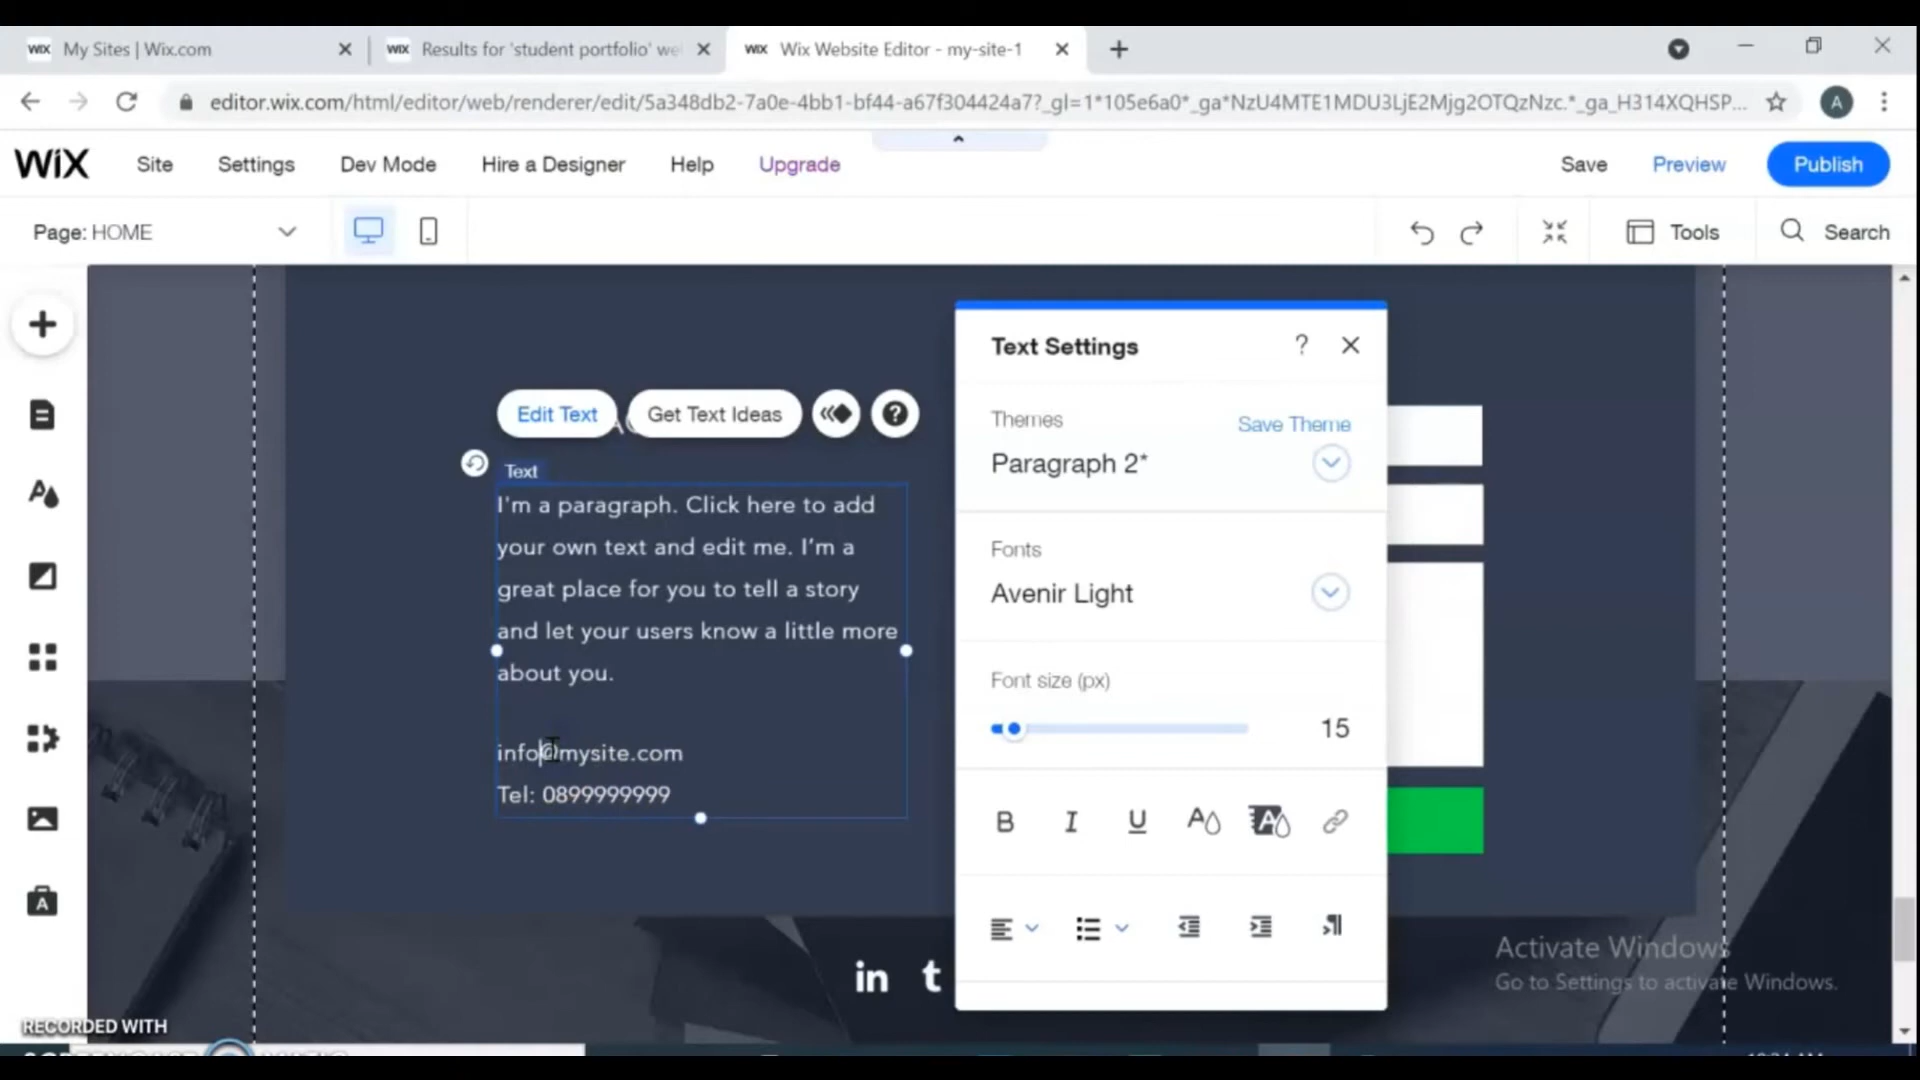 WiX My Sites | Wix.com
WiX Results for 'student portfolio' we
WiX Wix Website Editor - my-site-1
editor.wix.com/html/editor/web/renderer/edit/5a348db2-7a0e-4bb1-bf44-a67f304424a7?_gl=1*105e6a0*_ga*NzU4MTE1MDU3LjE2Mjg2OTQzNzc.*_ga_H314XQHSP...
A
WiX Site Settings Dev Mode Hire a Designer Help Upgrade Save Preview Publish
Page: HOME Tools Search
Text Settings ?
Edit Text Get Text Ideas ?
Themes Save Theme
Paragraph 2*
Text
I'm a paragraph. Click here to add
your own text and edit me. I'm a
great place for you to tell a story
and let your users know a little more
about you.
Fonts
Avenir Light
Font size (px)
15
info@mysite.com
Tel: 0899999999
B I U A A
A
in t
Activate Windows
Go to Settings to activate Windows.
RECORDED WITH